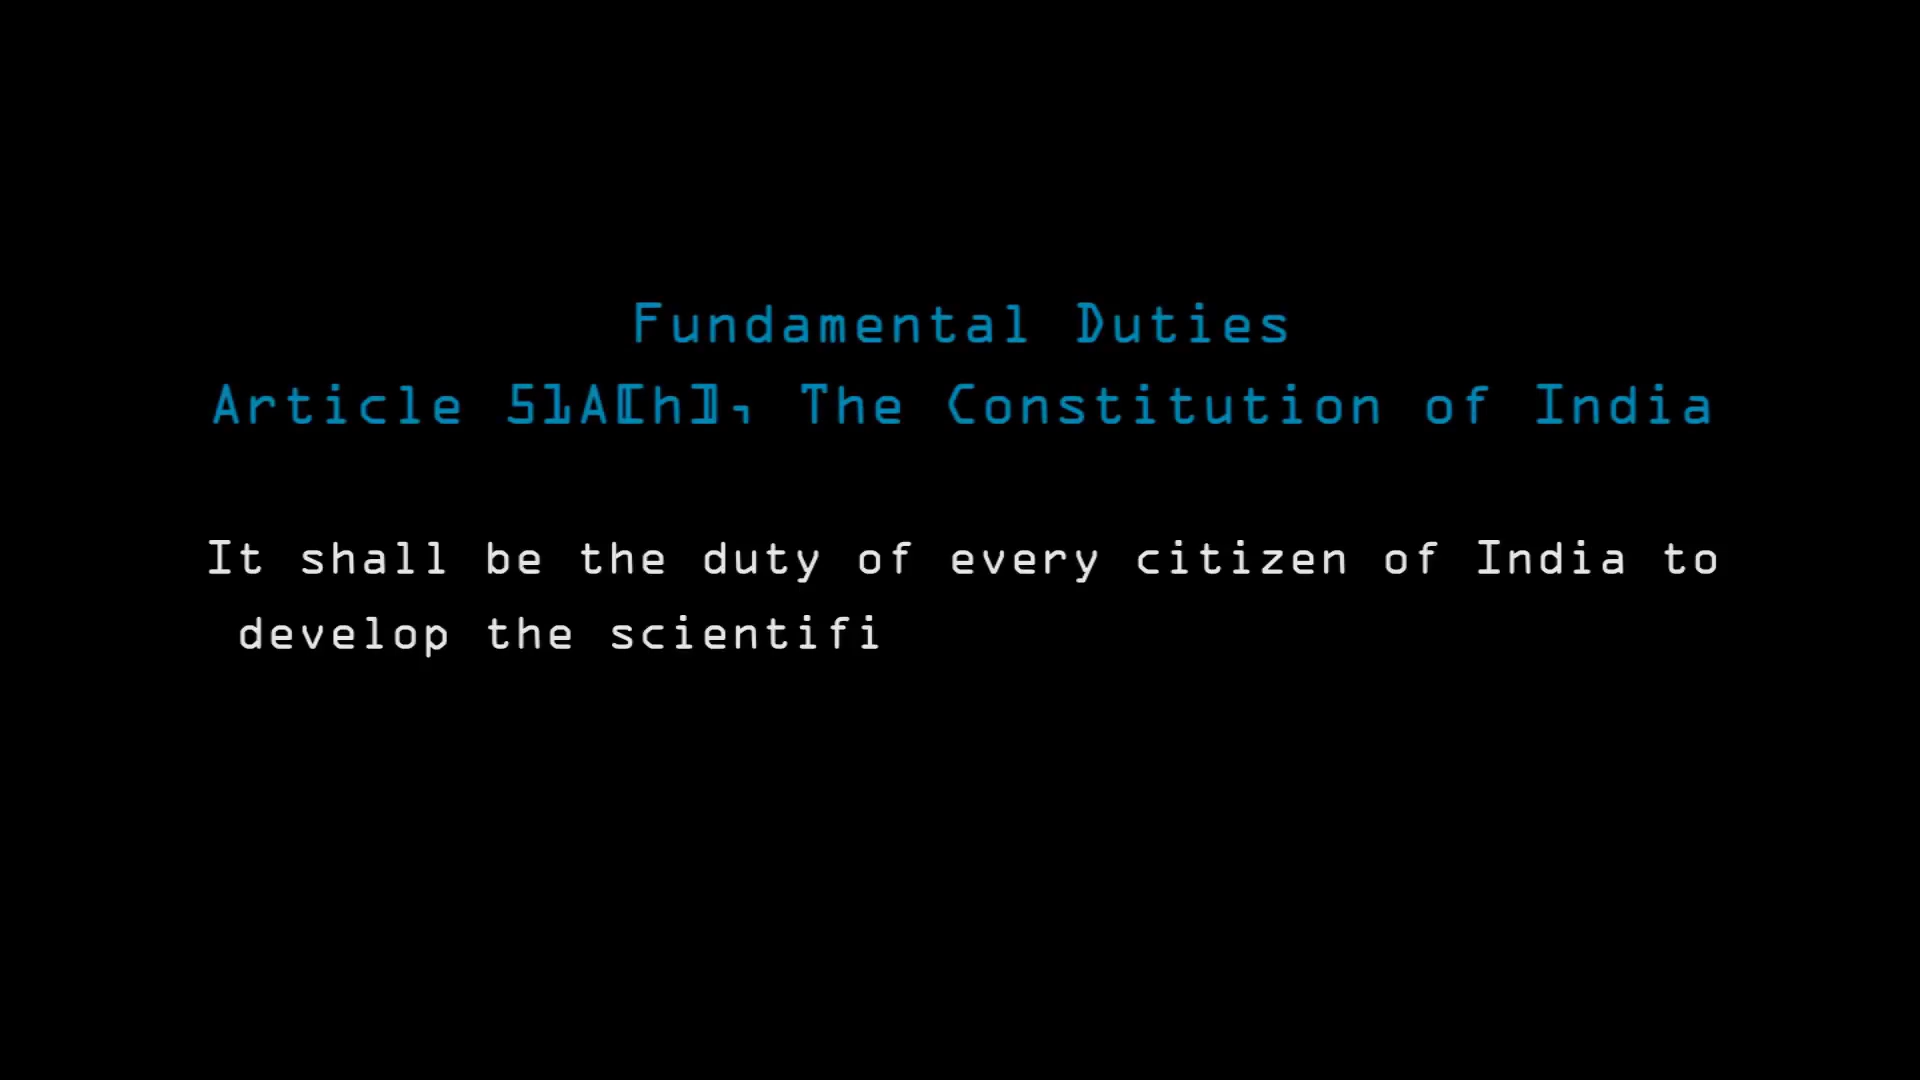 Fundamental Duties
Article 51A[h], The Constitution of India
It shall be the duty of every citizen of India to
develop the scientifi